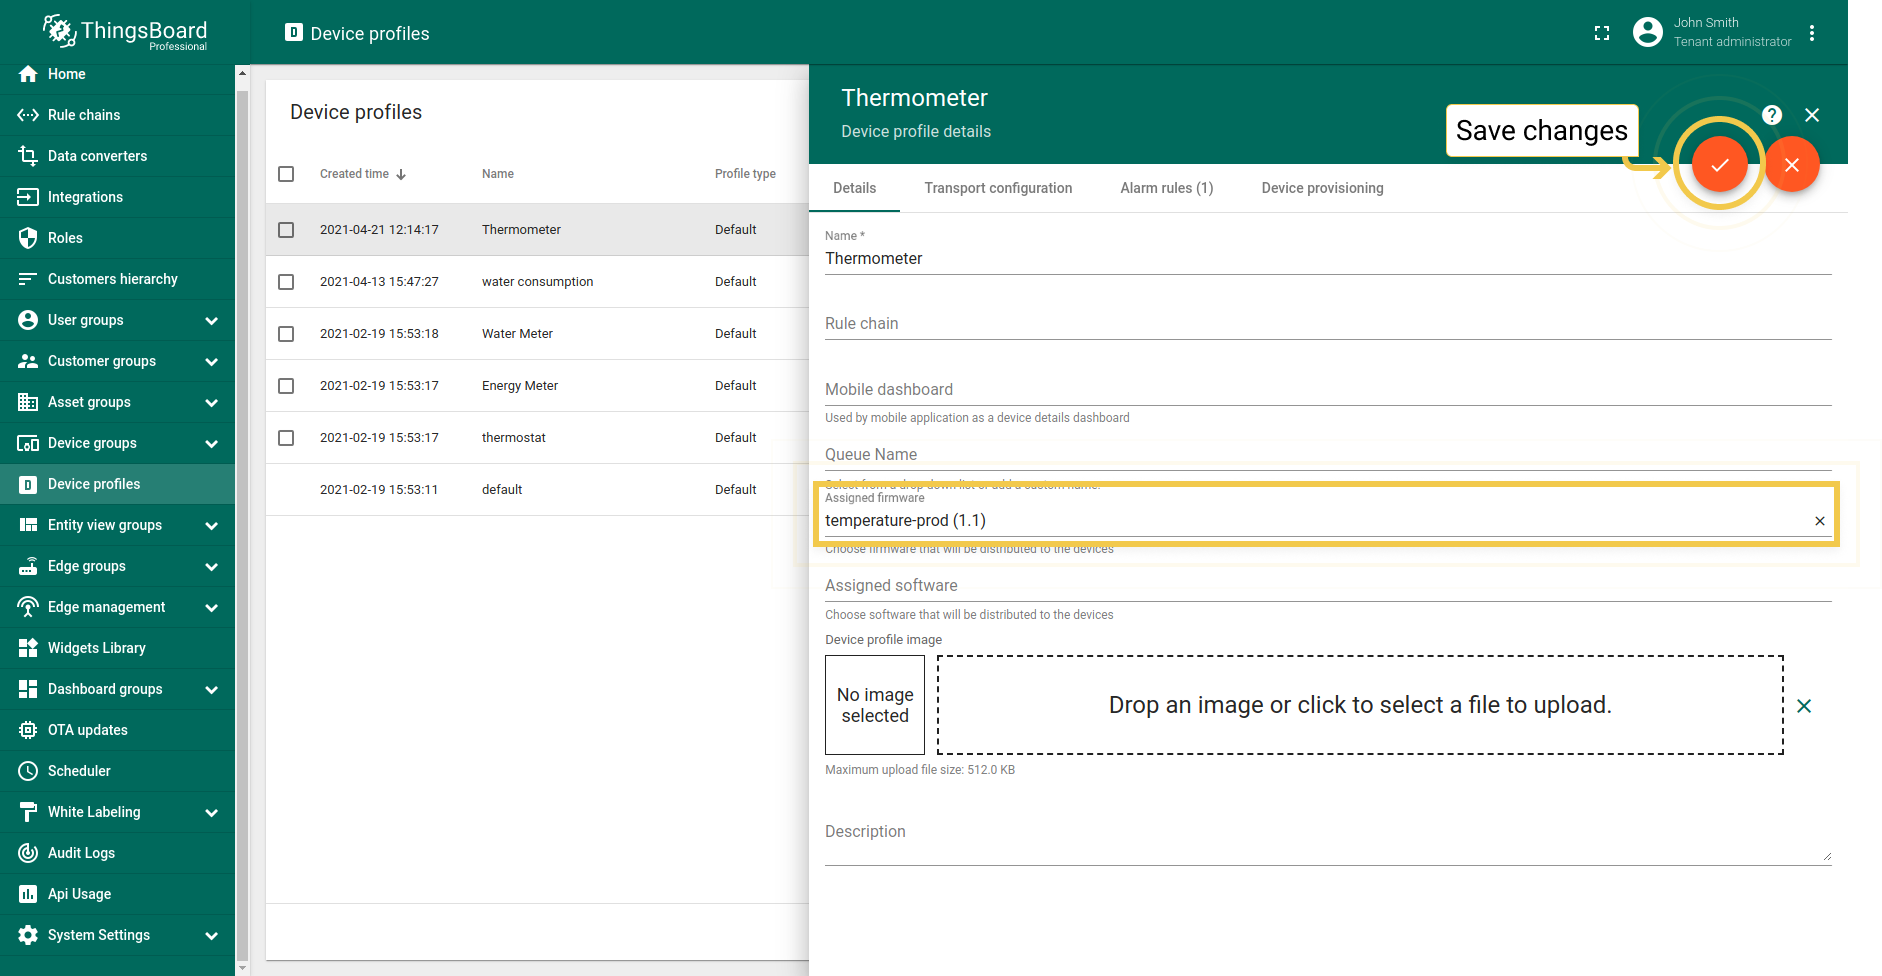 ThingsBoard
Professional
Device profiles
John Smith
Tenant administrator
Home
Rule chains
Data converters
Integrations
Roles
Customers hierarchy
User groups
Customer groups
Asset groups
Device groups
Device profiles
Entity view groups
Edge groups
Edge management
Widgets Library
Dashboard groups
OTA updates
Scheduler
White Labeling
Audit Logs
Api Usage
System Settings
Device profiles
Created time Name Profile type
2021-04-21 12:14:17 Thermometer Default
2021-04-13 15:47:27 water consumption Default
2021-02-19 15:53:18 Water Meter Default
2021-02-19 15:53:17 Energy Meter Default
2021-02-19 15:53:17 thermostat Default
2021-02-19 15:53:11 default Default
Thermometer
Device profile details
Save changes
Details Transport configuration Alarm rules (1) Device provisioning
Name *
Thermometer
Rule chain
Mobile dashboard
Used by mobile application as a device details dashboard
Queue Name
Select from a drop-down list or add a custom name.
Assigned firmware
temperature-prod (1.1)
Choose firmware that will be distributed to the devices
Assigned software
Choose software that will be distributed to the devices
Device profile image
No image
selected
Drop an image or click to select a file to upload.
Maximum upload file size: 512.0 KB
Description